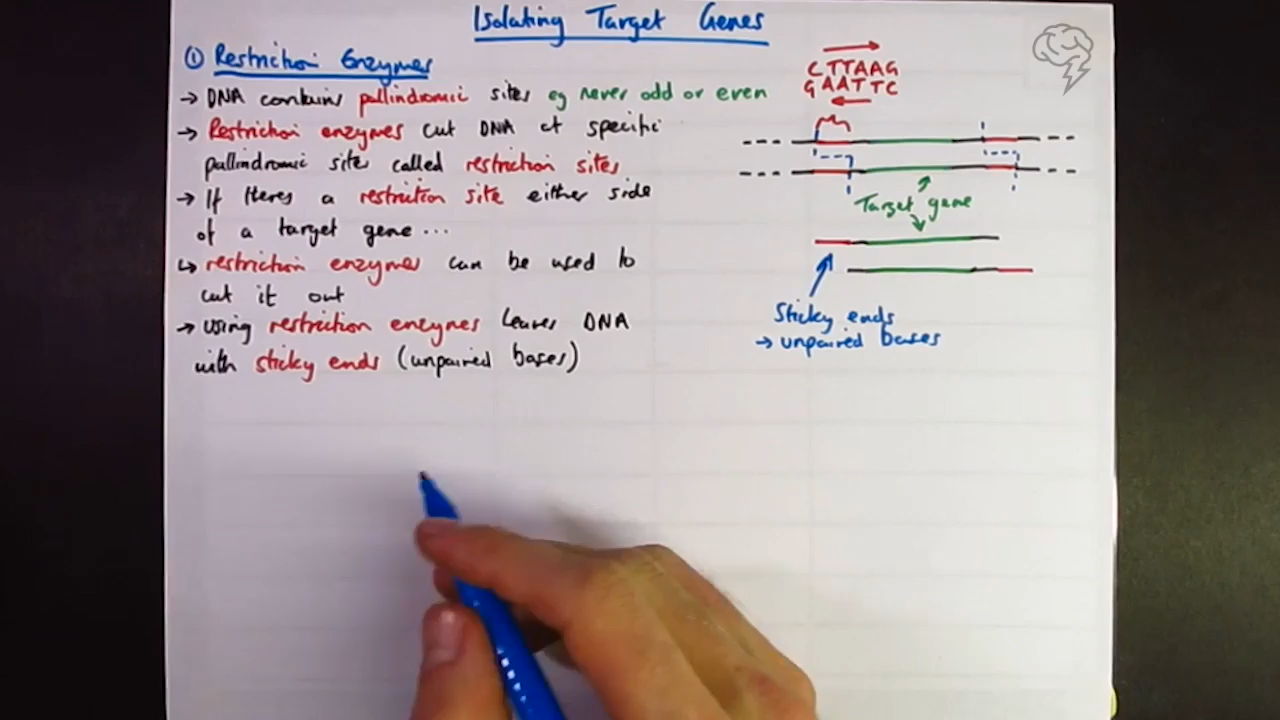 Isolating Target Genes
① Restriction Enzymes
→ DNA contains pallindromic sites eg never odd or even
→ Restriction enzymes cut DNA at specific
pallindromic site called restriction sites
→ If theres a restriction site either side
of a target gene...
↳ restriction enzymes can be used to
cut it out
→ using restriction enzymes leaves DNA
with sticky ends (unpaired bases)
CTTAAG
GAATTC
Target gene
Sticky ends
→ unpaired bases